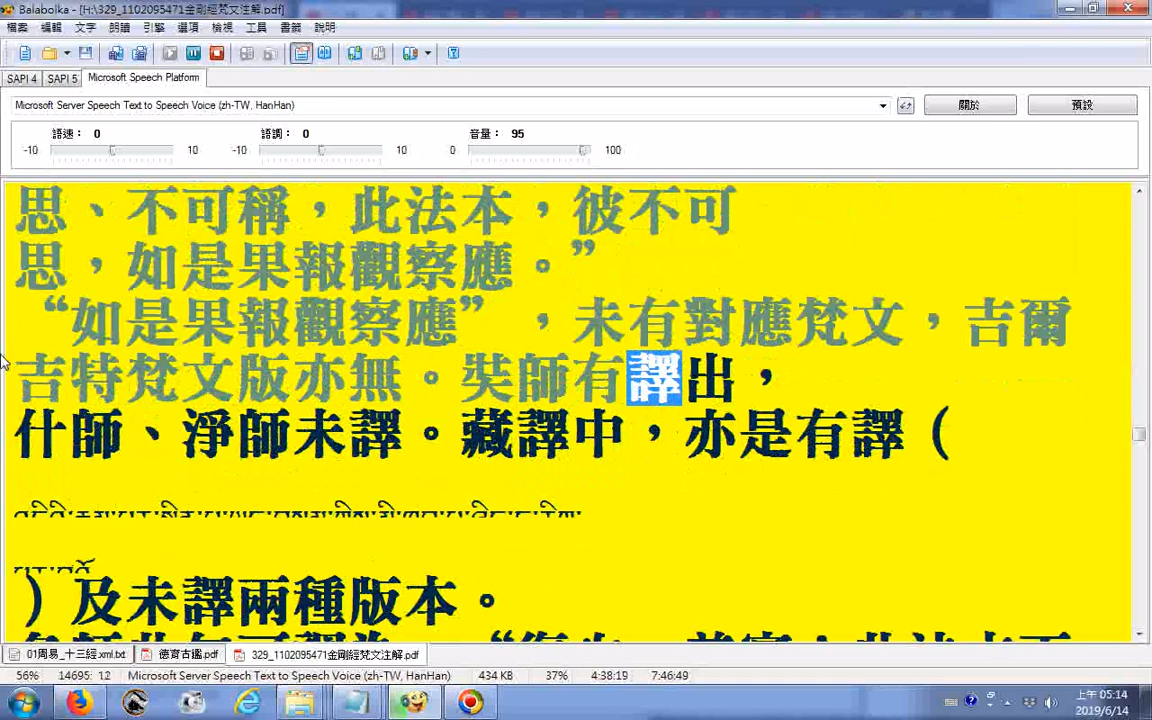 Balabolka - [H:\329_1102095471金剛經梵文注解.pdf]
檔案 編輯 文字 朗讀 引擎 選項 檢視 工具 書籤 說明
SAPI 4 SAPI 5 Microsoft Speech Platform
Microsoft Server Speech Text to Speech Voice (zh-TW, HanHan) 關於 預設
語速： 0 語調： 0 音量： 95
-10 10 -10 10 0 100
思、不可稱，此法本，彼不可
思，如是果報觀察應。”
“如是果報觀察應”，未有對應梵文，吉爾
吉特梵文版亦無。奘師有譯出，
什師、淨師未譯。藏譯中，亦是有譯（
）及未譯兩種版本。
01周易_十三經.xml.txt 德育古鑑.pdf 329_1102095471金剛經梵文注解.pdf
56% 14695: 12 Microsoft Server Speech Text to Speech Voice (zh-TW, HanHan) 434 KB 37% 4:38:19 7:46:49
上午 05:14
2019/6/14